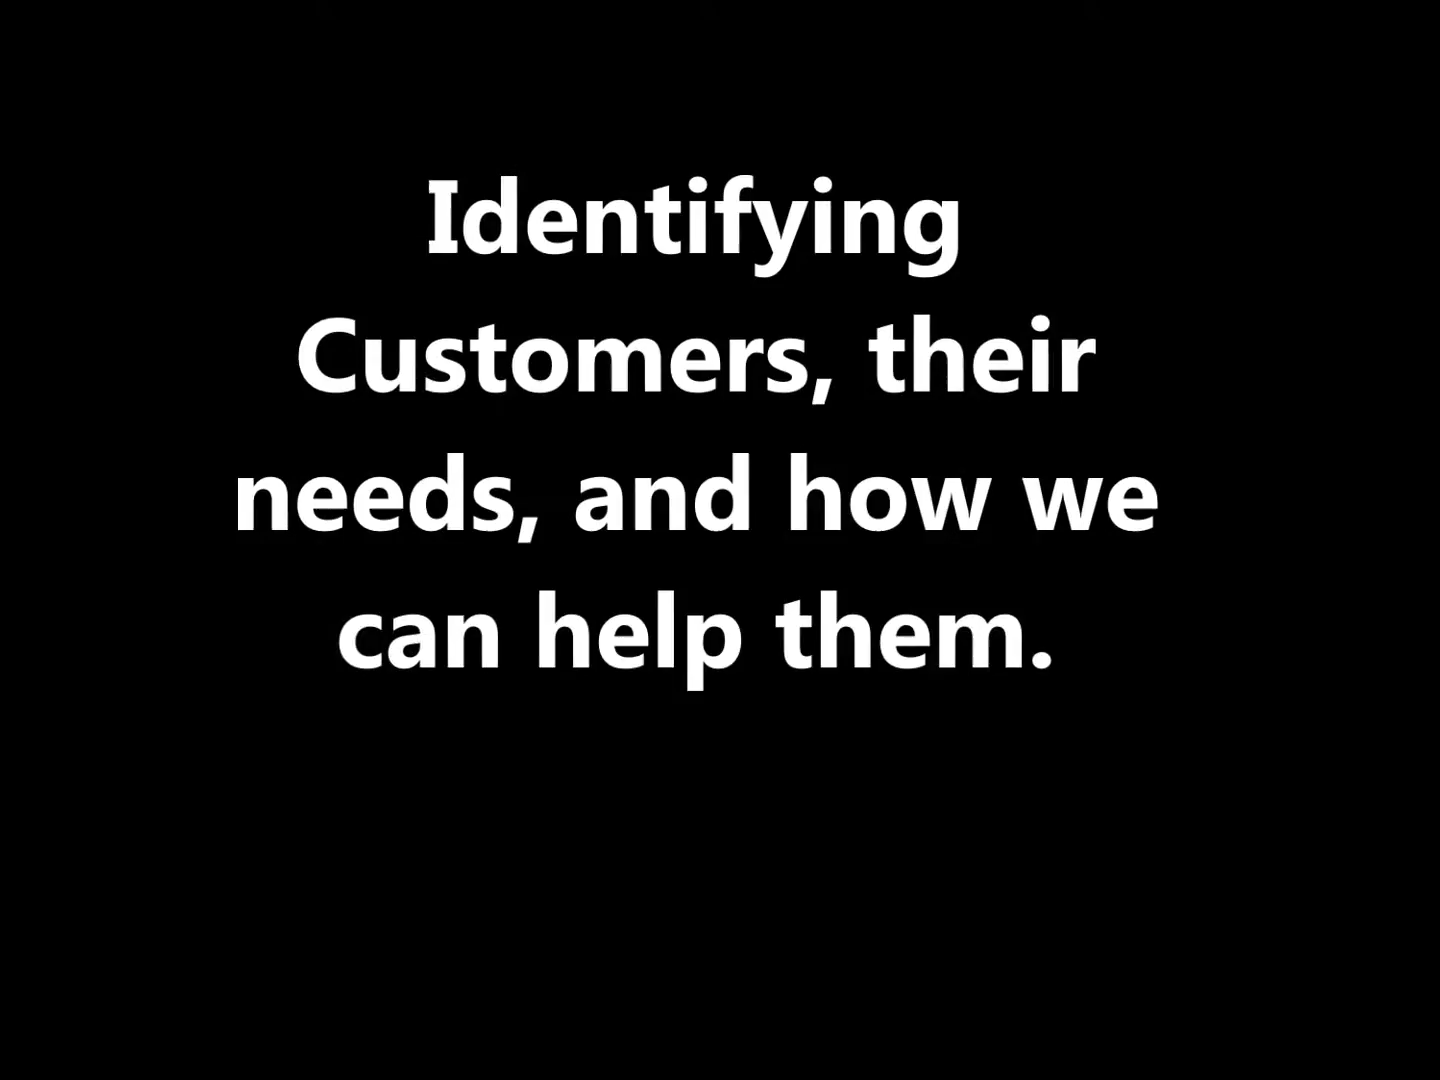 Identifying
Customers, their
needs, and how we
can help them.